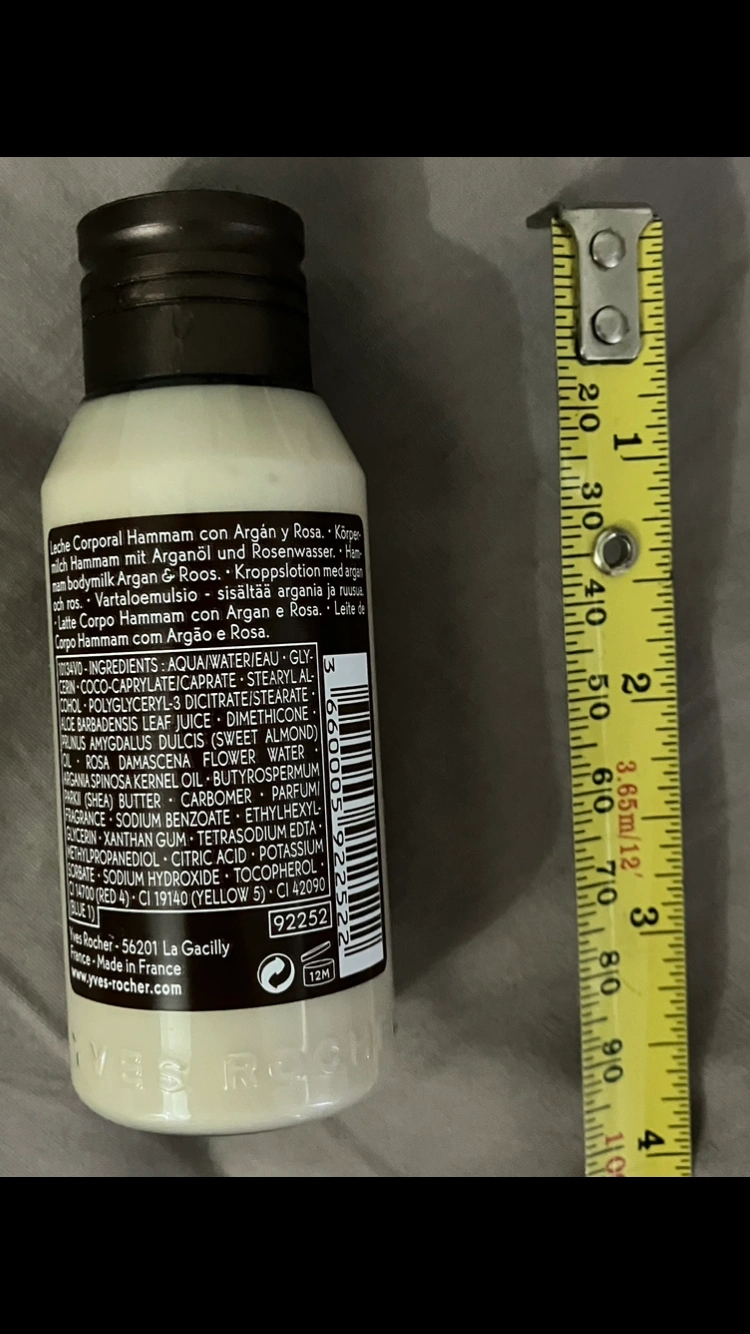 Leche Corporal Hammam con Argán y Rosa. · Körper-
milch Hammam mit Arganöl und Rosenwasser. · Ham-
mam bodymilk Argan & Roos. · Kroppslotion med argan
och ros. · Vartaloemulsio - sisältää argania ja ruusua.
· Latte Corpo Hammam con Argan e Rosa. · Leite de
Corpo Hammam com Argão e Rosa.
10134V0 - INGREDIENTS : AQUA/WATER/EAU · GLY-
CERIN · COCO-CAPRYLATE/CAPRATE · STEARYL AL-
COHOL · POLYGLYCERYL-3 DICITRATE/STEARATE ·
ALOE BARBADENSIS LEAF JUICE · DIMETHICONE ·
PRUNUS AMYGDALUS DULCIS (SWEET ALMOND)
OIL · ROSA DAMASCENA FLOWER WATER ·
ARGANIA SPINOSA KERNEL OIL · BUTYROSPERMUM
PARKII (SHEA) BUTTER · CARBOMER · PARFUM/
FRAGRANCE · SODIUM BENZOATE · ETHYLHEXYL-
GLYCERIN · XANTHAN GUM · TETRASODIUM EDTA ·
METHYLPROPANEDIOL · CITRIC ACID · POTASSIUM
SORBATE · SODIUM HYDROXIDE · TOCOPHEROL ·
CI 14700 (RED 4) · CI 19140 (YELLOW 5) · CI 42090
(BLUE 1)
3 660005 922522
92252
Yves Rocher - 56201 La Gacilly
France - Made in France
www.yves-rocher.com
12M
YVES ROCHER
1
2
3
4
20
30
40
50
60
70
80
90
10
3.65m/12'